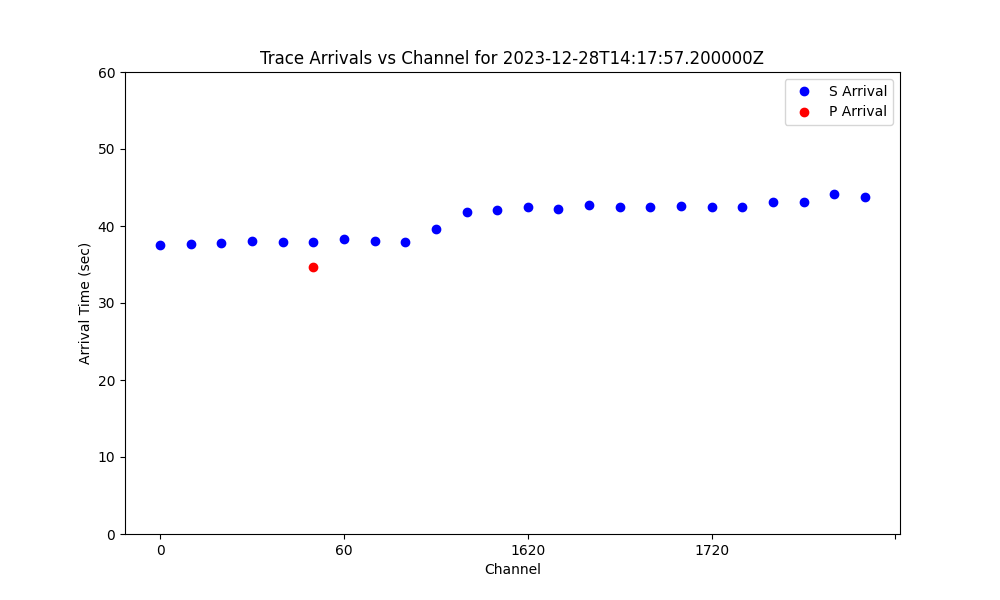 Trace Arrivals vs Channel for 2023-12-28T14:17:57.200000Z
60
50
40
30
20
10
0
Arrival Time (sec)
S Arrival
P Arrival
0 60 1620 1720
Channel